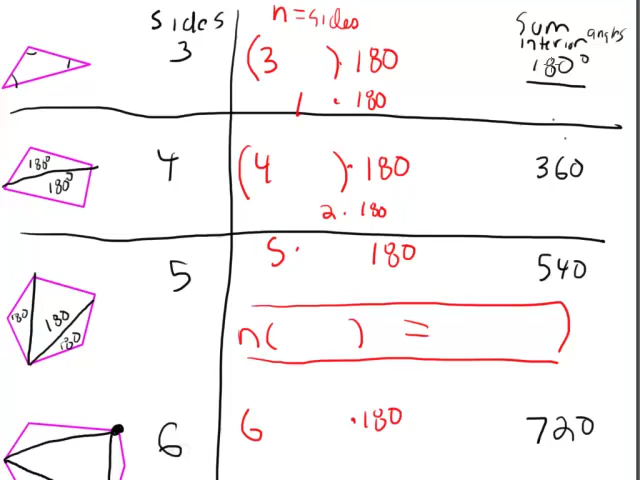 sides
n = sides
Sum
interior angles
3
(3 ) · 180
180°
1 · 180
180°
180°
4
(4 ) · 180
360
2 · 180
180
180
180
5
5 · 180
540
n( ) =
6
6 · 180
720